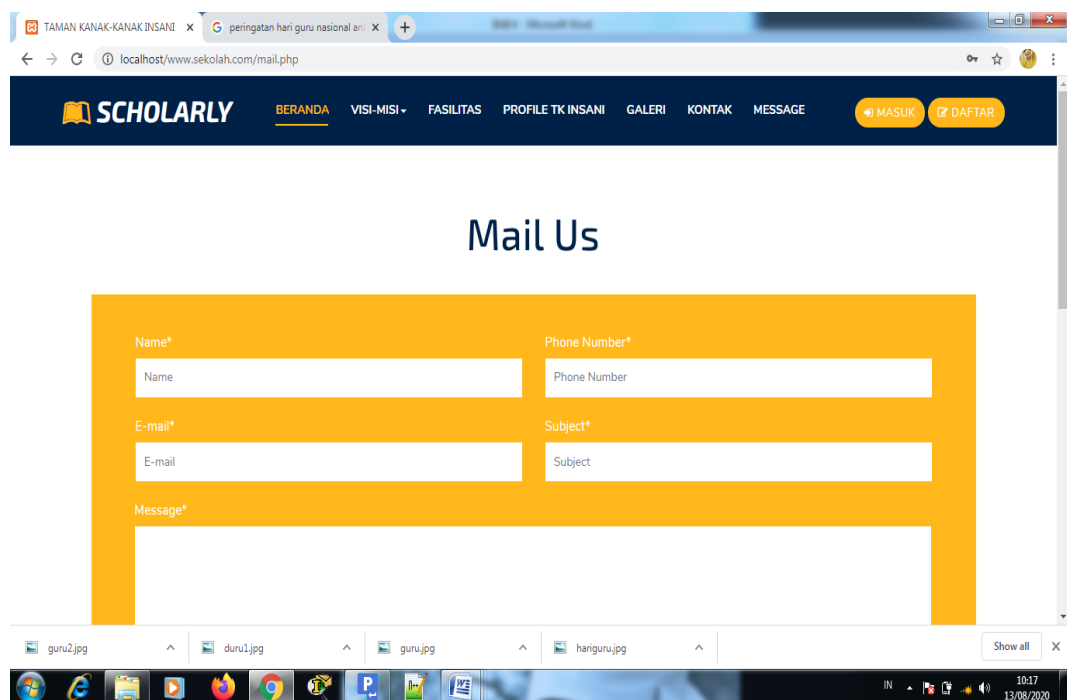 TAMAN KANAK-KANAK INSANI
peringatan hari guru nasional an
localhost/www.sekolah.com/mail.php
SCHOLARLY BERANDA VISI-MISI FASILITAS PROFILE TK INSANI GALERI KONTAK MESSAGE MASUK DAFTAR
Mail Us
Name* Phone Number*
Name Phone Number
E-mail* Subject*
E-mail Subject
Message*
guru2.jpg duru1.jpg guru.jpg hariguru.jpg Show all
IN 10:17
13/08/2020